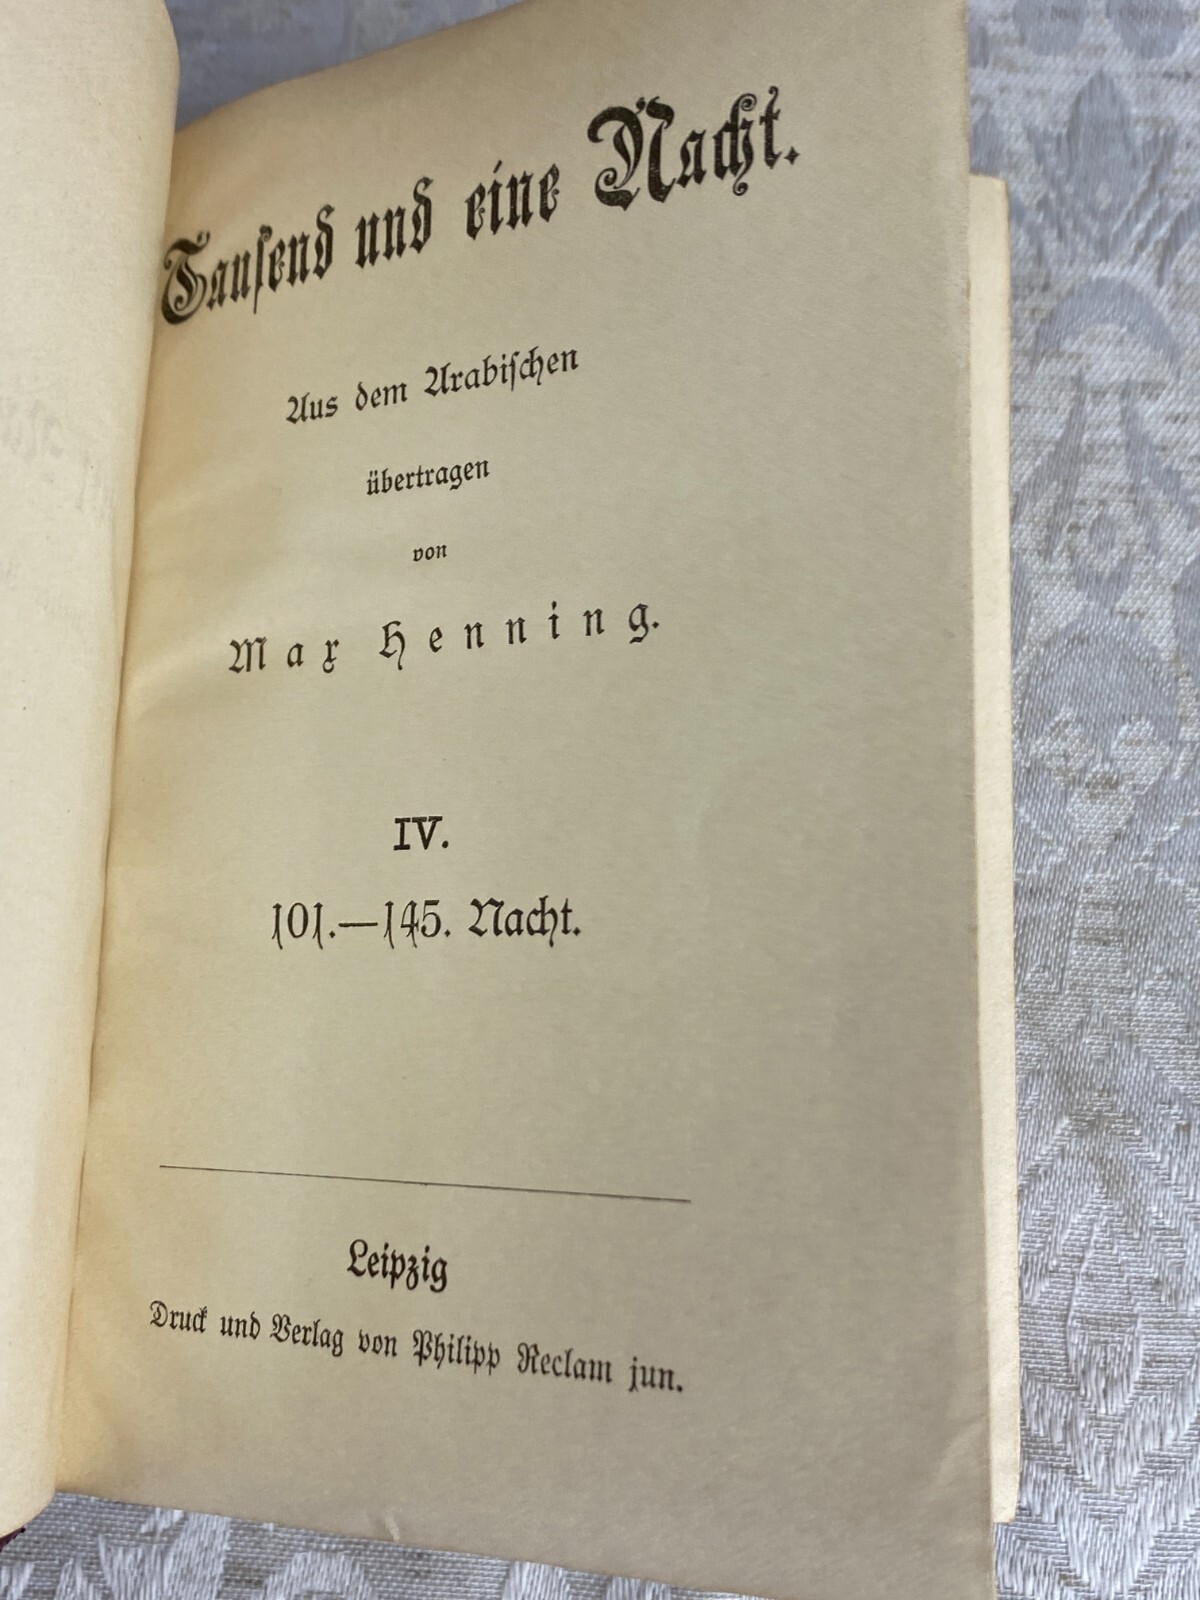 Tausend und eine Nacht.
Aus dem Arabischen
übertragen
von
Max Henning.
IV.
101.—145. Nacht.
Leipzig
Druck und Verlag von Philipp Reclam jun.